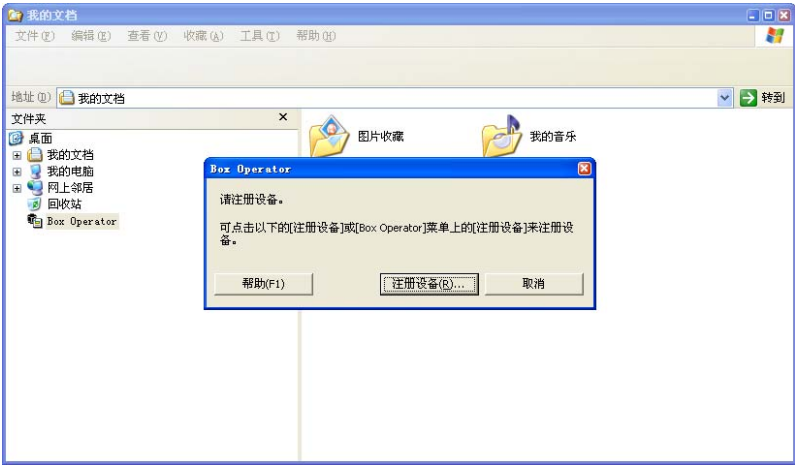 我的文档
文件(F) 编辑(E) 查看(V) 收藏(A) 工具(T) 帮助(H)
地址(D) 我的文档 转到
文件夹 ×
桌面
我的文档
我的电脑
网上邻居
回收站
Box Operator
图片收藏 我的音乐
Box Operator
请注册设备。
可点击以下的[注册设备]或[Box Operator]菜单上的[注册设备]来注册设
备。
帮助(F1) 注册设备(R)... 取消